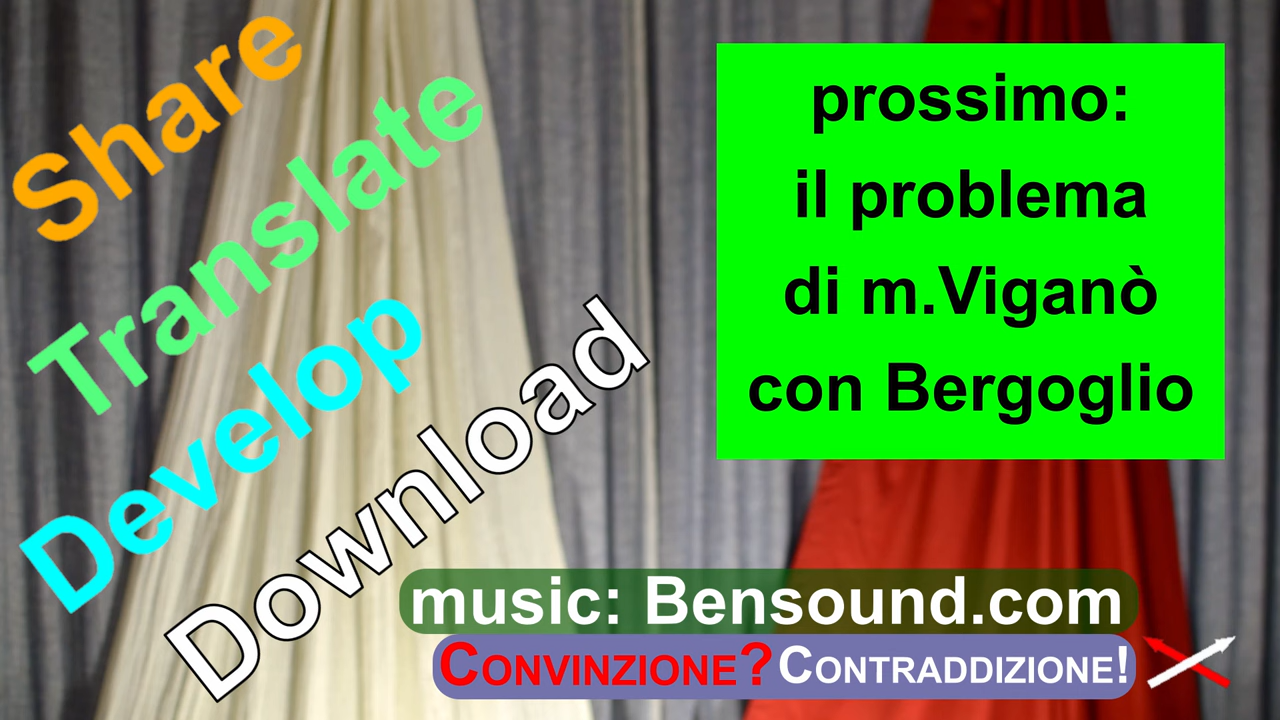 Share
Translate
Develop
Download
prossimo:
il problema
di m.Viganò
con Bergoglio
music: Bensound.com
CONVINZIONE? CONTRADDIZIONE!